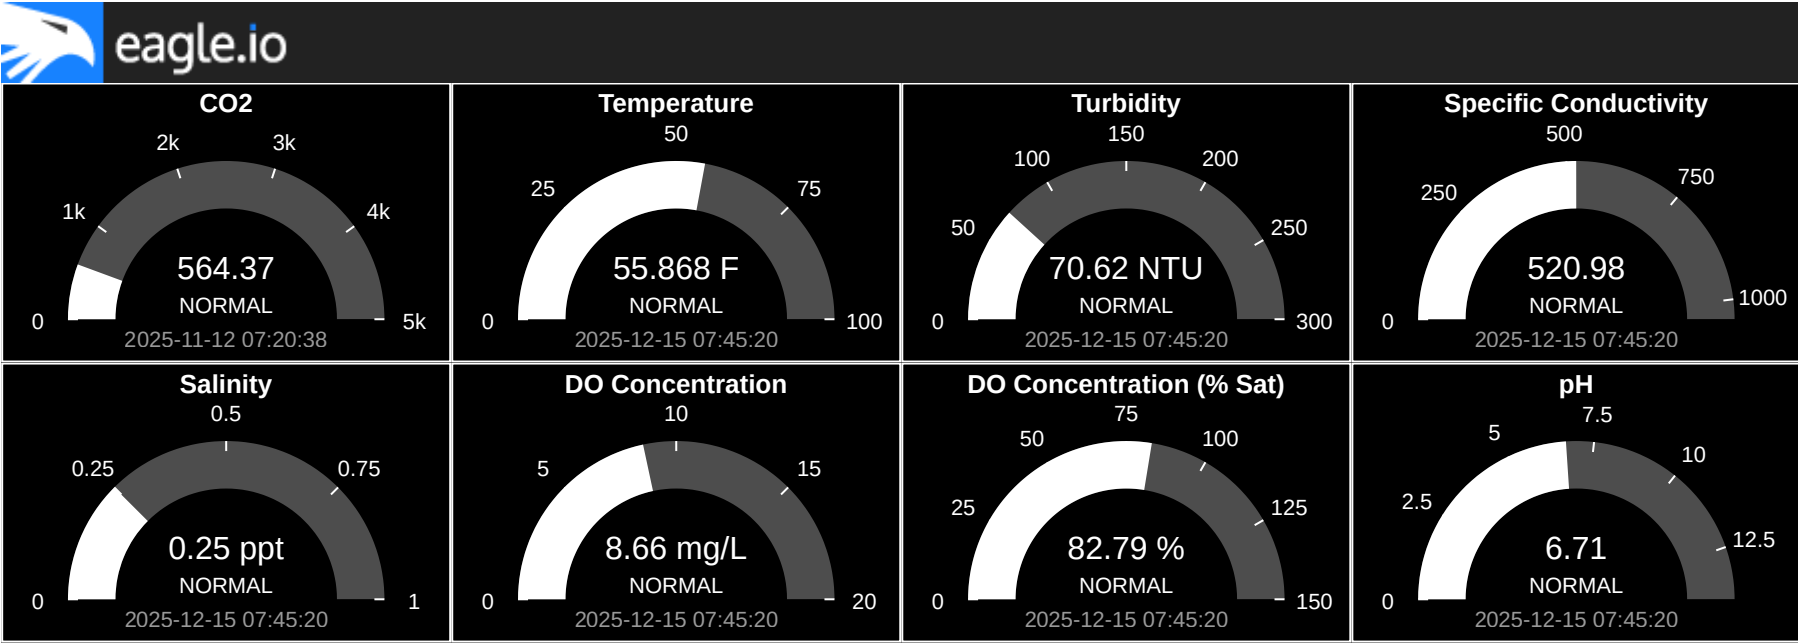 eagle.io
CO2
2k
3k
1k
4k
564.37
NORMAL
0
5k
2025-11-12 07:20:38
Temperature
50
25
75
55.868 F
NORMAL
0
100
2025-12-15 07:45:20
Turbidity
150
100
200
50
250
70.62 NTU
NORMAL
0
300
2025-12-15 07:45:20
Specific Conductivity
500
250
750
520.98
1000
NORMAL
0
2025-12-15 07:45:20
Salinity
0.5
0.25
0.75
0.25 ppt
NORMAL
0
1
2025-12-15 07:45:20
DO Concentration
10
5
15
8.66 mg/L
NORMAL
0
20
2025-12-15 07:45:20
DO Concentration (% Sat)
75
50
100
25
125
82.79 %
NORMAL
0
150
2025-12-15 07:45:20
pH
7.5
5
10
2.5
12.5
6.71
NORMAL
0
2025-12-15 07:45:20